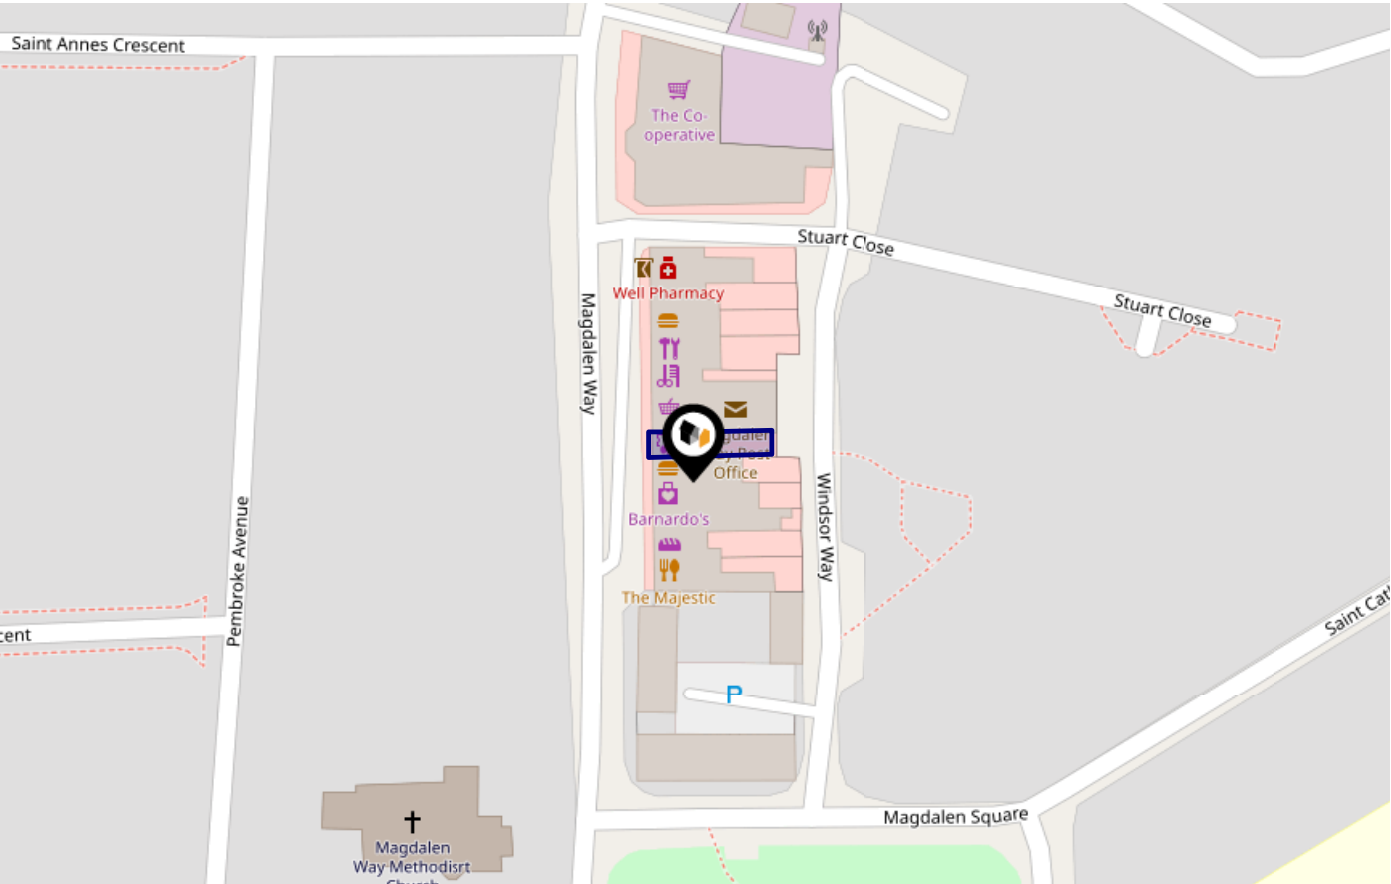 Saint Annes Crescent
The Co-
operative
Stuart Close
Well Pharmacy
Stuart Close
Magdalen Way
Office
Barnardo's
Windsor Way
Pembroke Avenue
The Majestic
cent
P
Magdalen Square
Magdalen
Way Methodisrt